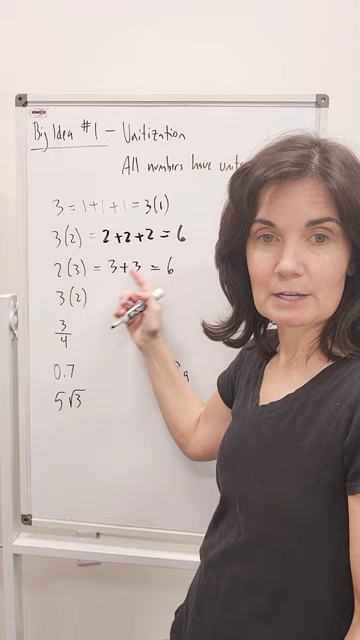 Big Idea #1 - Unitization
All numbers have units
3 = 1 + 1 + 1 = 3(1)
3(2) = 2+2+2 = 6
2(3) = 3+3 = 6
3(2)
3/4
0.7
5√3